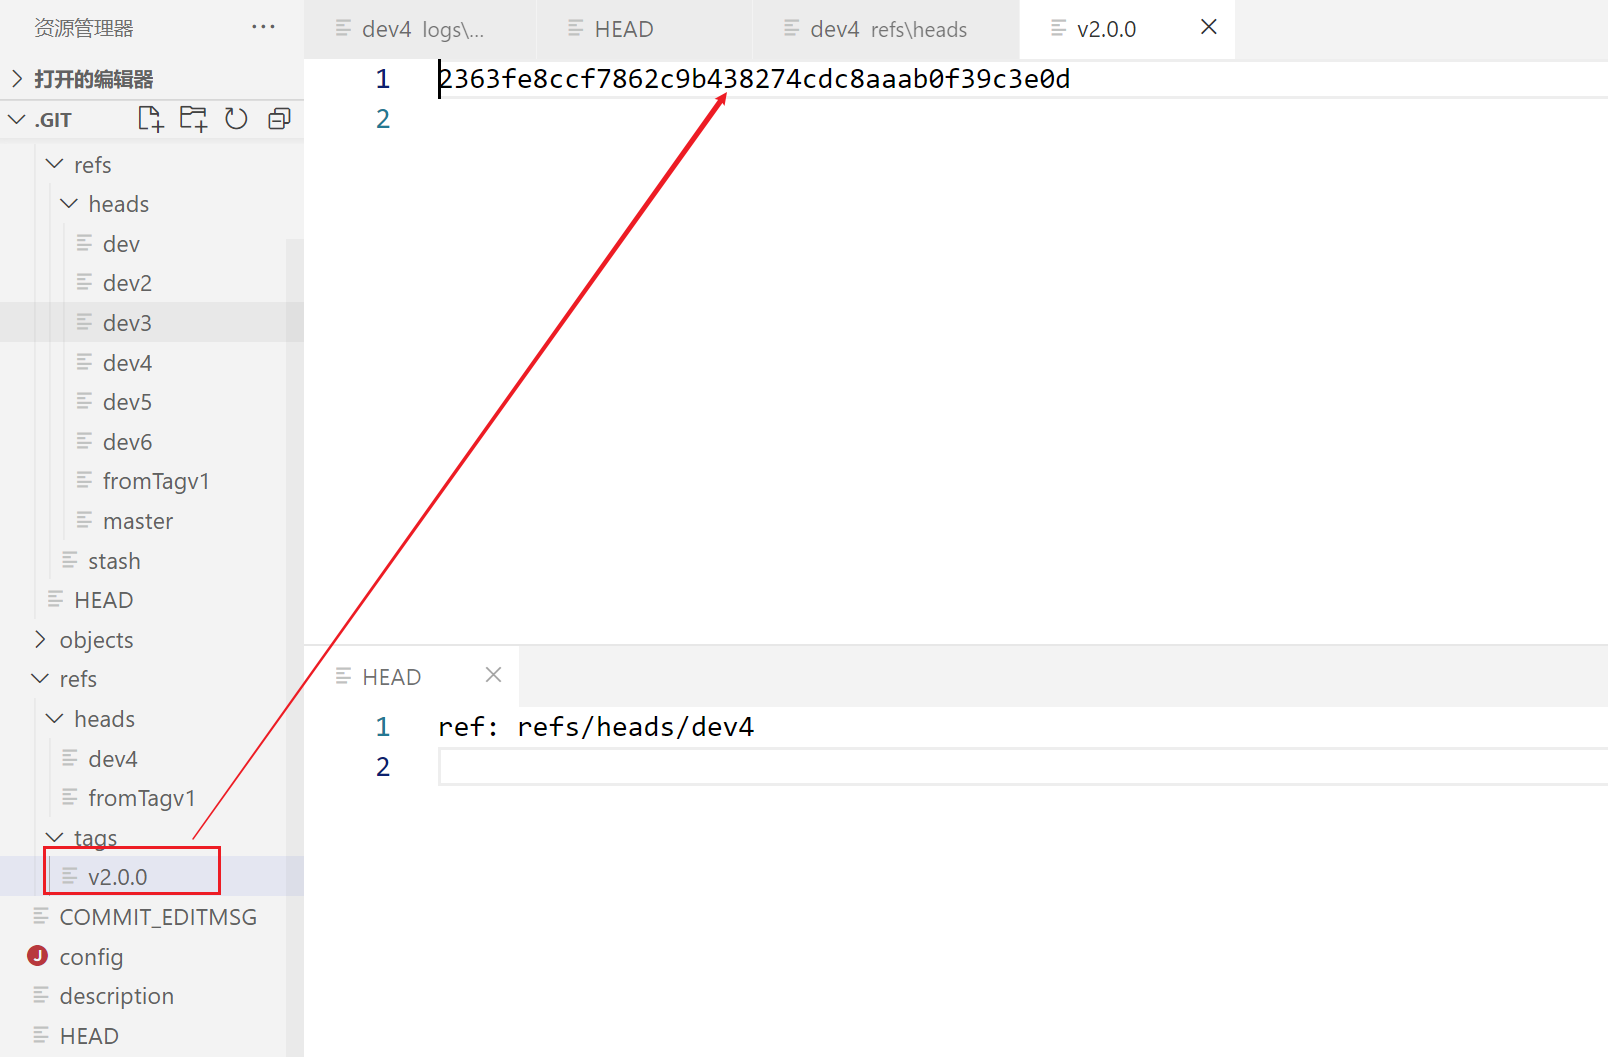 资源管理器 ···
打开的编辑器
.GIT
refs
heads
dev
dev2
dev3
dev4
dev5
dev6
fromTagv1
master
stash
HEAD
objects
refs
heads
dev4
fromTagv1
tags
v2.0.0
COMMIT_EDITMSG
J config
description
HEAD
dev4 logs\... HEAD dev4 refs\heads v2.0.0
1 2363fe8ccf7862c9b438274cdc8aaab0f39c3e0d
2
HEAD
1 ref: refs/heads/dev4
2